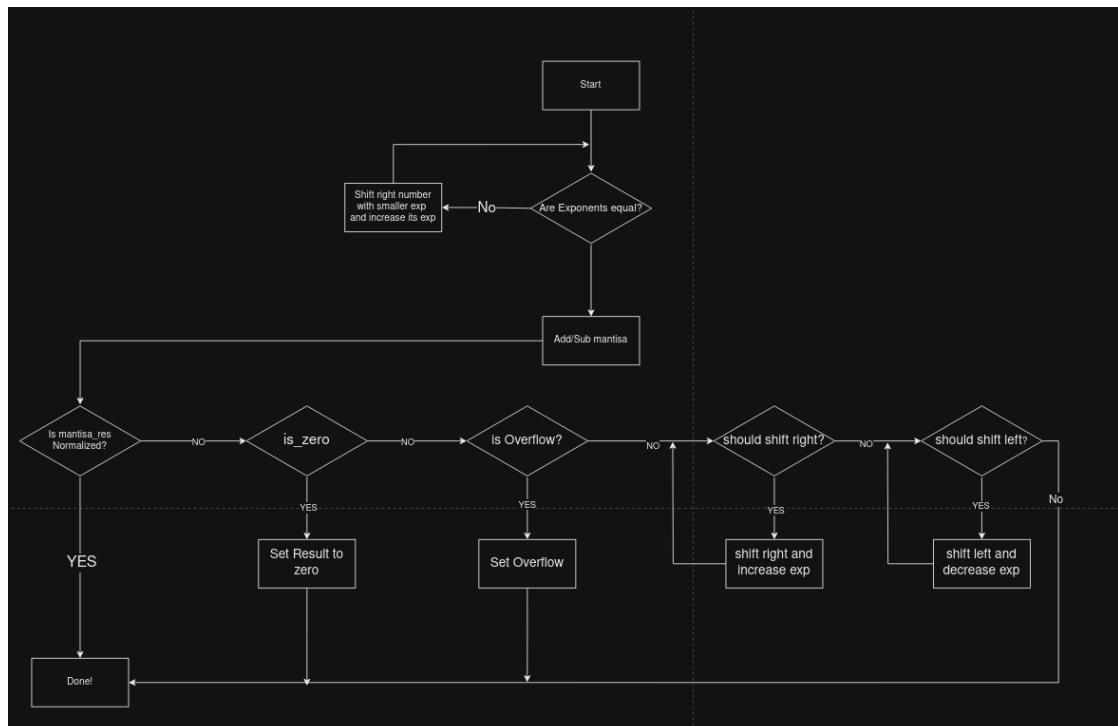 Start
Shift right number
with smaller exp
and increase its exp
No
Are Exponents equal?
Add/Sub mantisa
Is mantisa_res
Normalized?
NO
is_zero
NO
is Overflow?
NO
should shift right?
NO
should shift left?
No
YES
YES
YES
YES
YES
Set Result to
zero
Set Overflow
shift right and
increase exp
shift left and
decrease exp
Done!